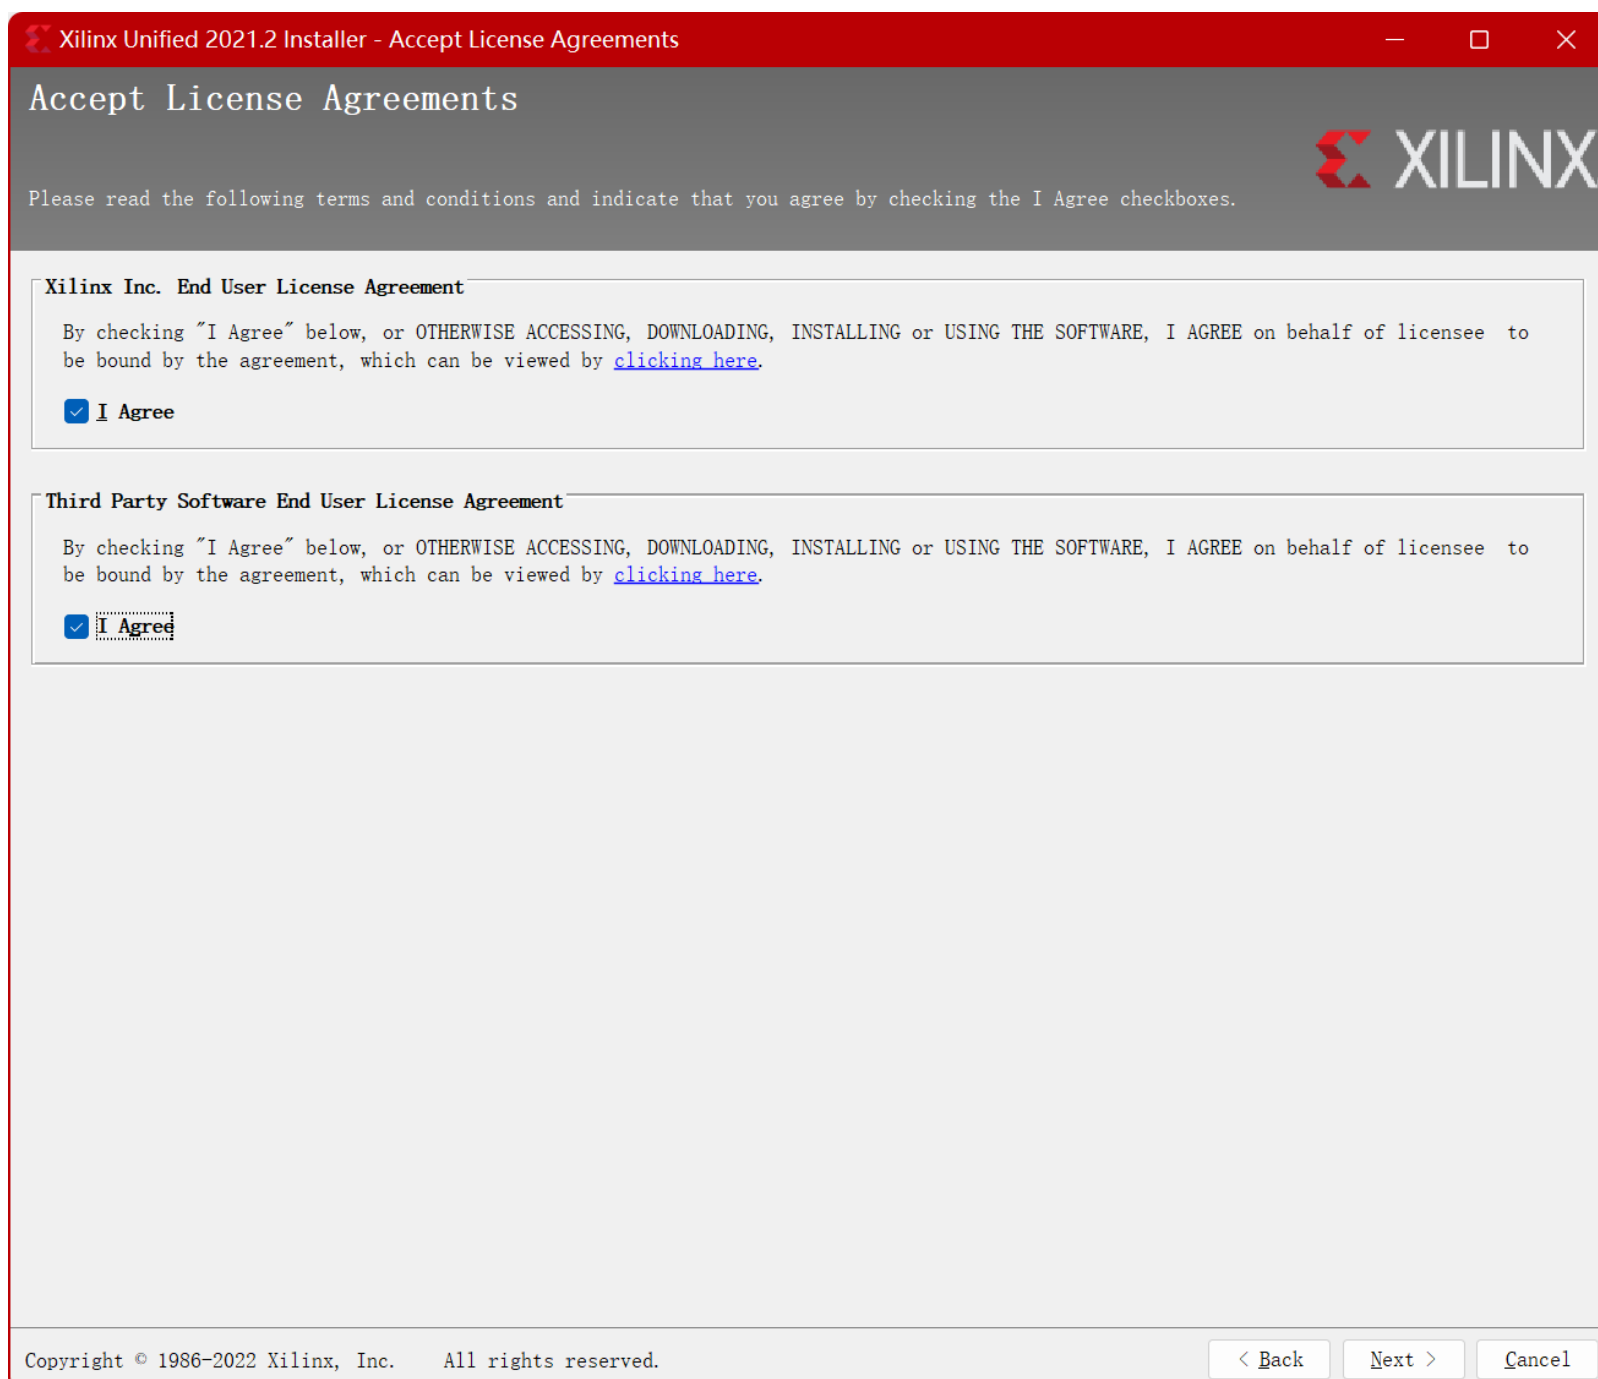 Xilinx Unified 2021.2 Installer - Accept License Agreements
Accept License Agreements
XILINX
Please read the following terms and conditions and indicate that you agree by checking the I Agree checkboxes.
Xilinx Inc. End User License Agreement
By checking "I Agree" below, or OTHERWISE ACCESSING, DOWNLOADING, INSTALLING or USING THE SOFTWARE, I AGREE on behalf of licensee to
be bound by the agreement, which can be viewed by clicking here.
I Agree
Third Party Software End User License Agreement
By checking "I Agree" below, or OTHERWISE ACCESSING, DOWNLOADING, INSTALLING or USING THE SOFTWARE, I AGREE on behalf of licensee to
be bound by the agreement, which can be viewed by clicking here.
I Agree
Copyright © 1986-2022 Xilinx, Inc. All rights reserved.
< Back Next > Cancel